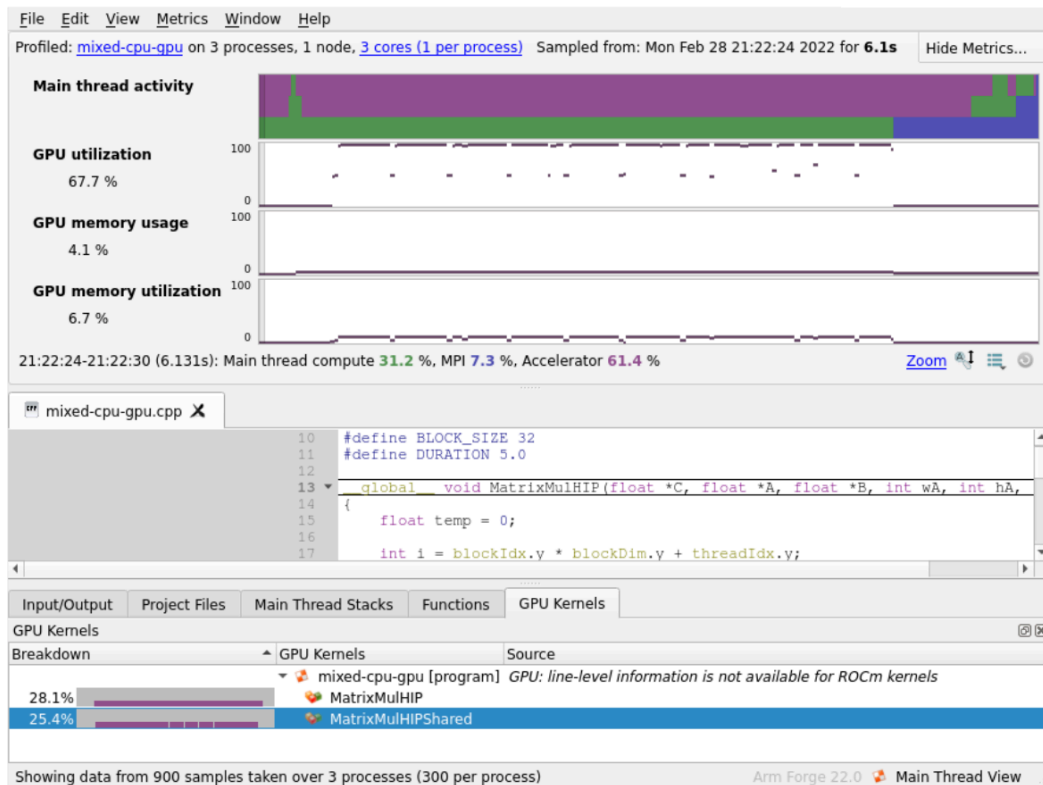 File Edit View Metrics Window Help
Profiled: mixed-cpu-gpu on 3 processes, 1 node, 3 cores (1 per process) Sampled from: Mon Feb 28 21:22:24 2022 for 6.1s Hide Metrics...
Main thread activity
GPU utilization
67.7 %
100
0
GPU memory usage
4.1 %
100
0
GPU memory utilization
6.7 %
100
0
21:22:24-21:22:30 (6.131s): Main thread compute 31.2 %, MPI 7.3 %, Accelerator 61.4 % Zoom
mixed-cpu-gpu.cpp
10 #define BLOCK_SIZE 32
11 #define DURATION 5.0
12
13 __global__ void MatrixMulHIP(float *C, float *A, float *B, int wA, int hA,
14 {
15 float temp = 0;
16
17 int i = blockIdx.y * blockDim.y + threadIdx.y;
Input/Output Project Files Main Thread Stacks Functions GPU Kernels
GPU Kernels
Breakdown GPU Kernels Source
mixed-cpu-gpu [program] GPU: line-level information is not available for ROCm kernels
28.1% MatrixMulHIP
25.4% MatrixMulHIPShared
Showing data from 900 samples taken over 3 processes (300 per process) Arm Forge 22.0 Main Thread View